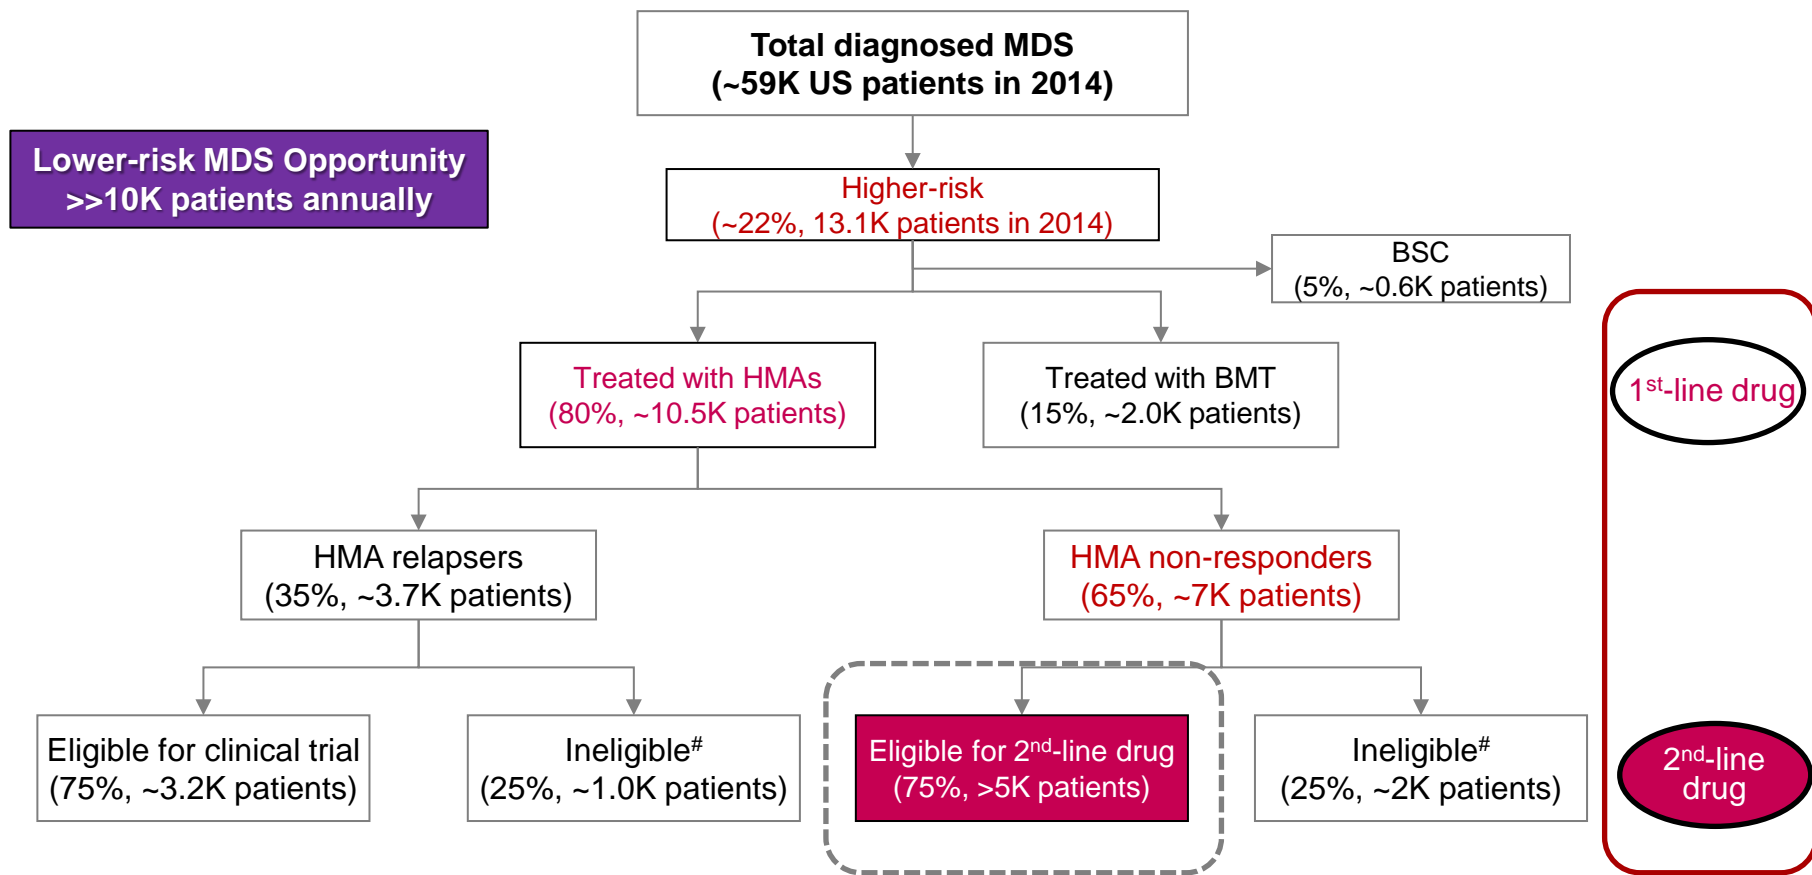 Total diagnosed MDS
(~59K US patients in 2014)
Lower-risk MDS Opportunity
>>10K patients annually
Higher-risk
(~22%, 13.1K patients in 2014)
BSC
(5%, ~0.6K patients)
Treated with HMAs
(80%, ~10.5K patients)
Treated with BMT
(15%, ~2.0K patients)
1st-line drug
HMA relapsers
(35%, ~3.7K patients)
HMA non-responders
(65%, ~7K patients)
Eligible for clinical trial
(75%, ~3.2K patients)
Ineligible#
(25%, ~1.0K patients)
Eligible for 2nd-line drug
(75%, >5K patients)
Ineligible#
(25%, ~2K patients)
2nd-line
drug